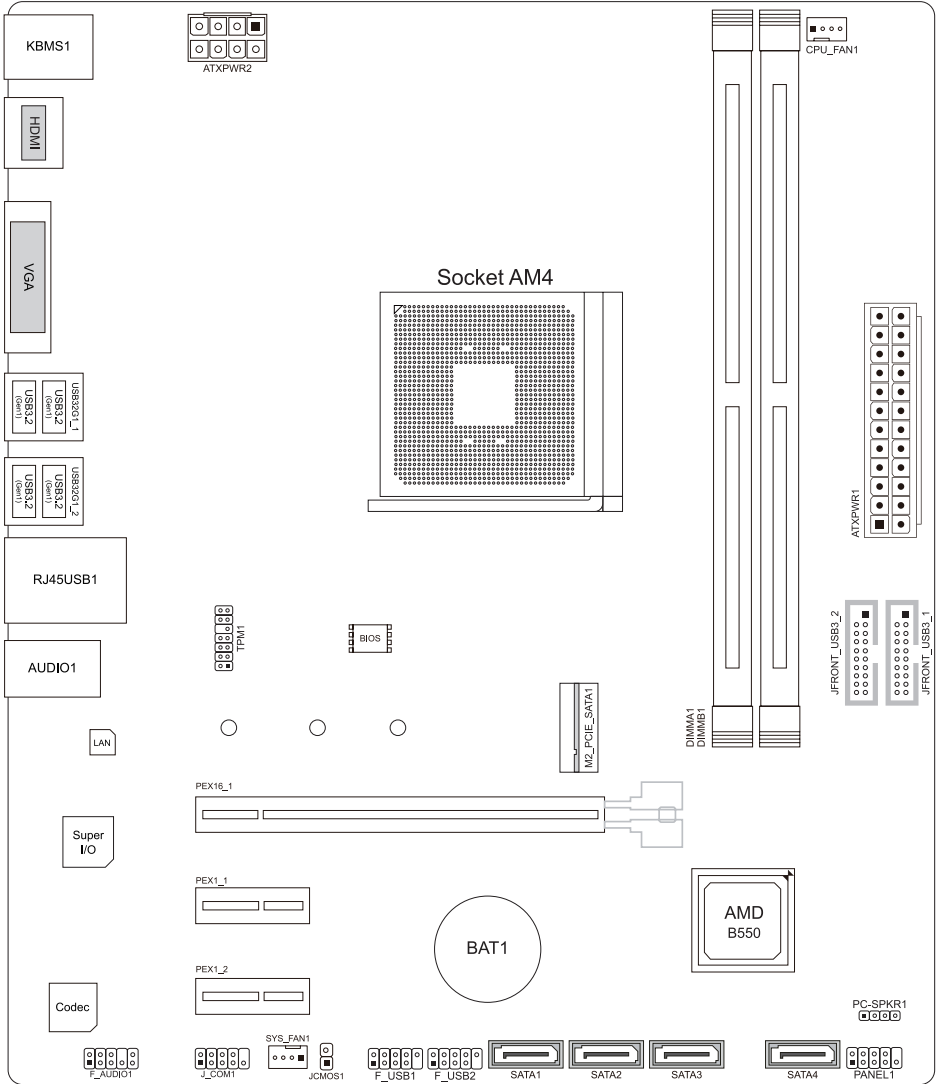 KBMS1
ATXPWR2
CPU_FAN1
HDMI
VGA
Socket AM4
USB3.2
(Gen1)
USB3.2
(Gen1)
USB32G1_1
USB3.2
(Gen1)
USB3.2
(Gen1)
USB32G1_2
ATXPWR1
RJ45USB1
TPM1
BIOS
JFRONT_USB3_2
JFRONT_USB3_1
AUDIO1
M2_PCIE_SATA1
DIMMA1
DIMMB1
LAN
PEX16_1
Super
I/O
PEX1_1
AMD
B550
BAT1
PEX1_2
Codec
PC-SPKR1
F_AUDIO1
J_COM1
SYS_FAN1
JCMOS1
F_USB1
F_USB2
SATA1
SATA2
SATA3
SATA4
PANEL1